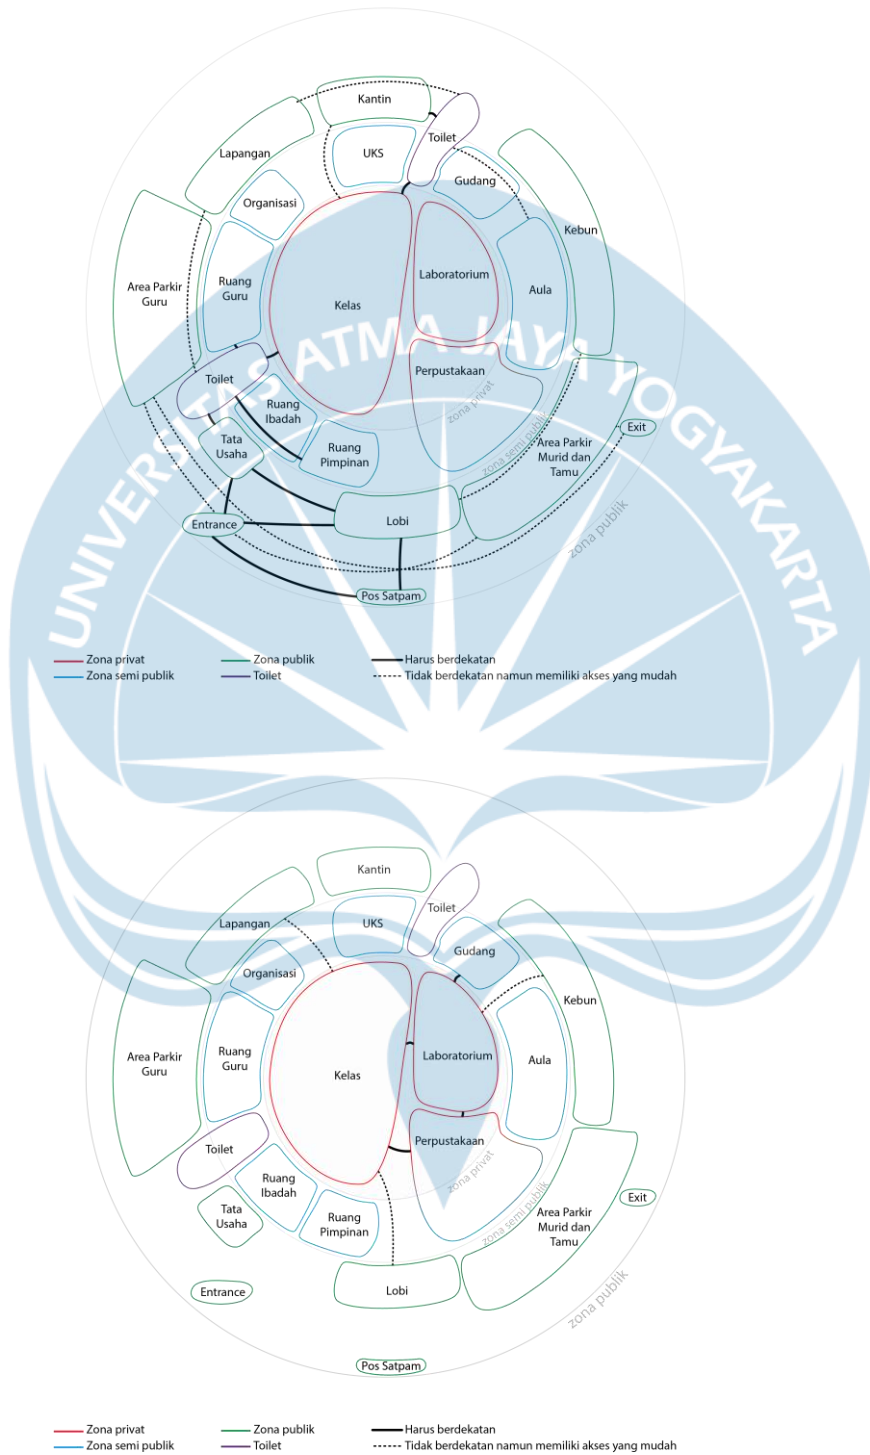 Kantin
Toilet
UKS
Lapangan
Gudang
Organisasi
Kebun
Laboratorium
Area Parkir
Guru
Ruang
Guru
Aula
Kelas
UNIVERSITAS ATMA JAYA YOGYAKARTA
Toilet
Perpustakaan
zona privat
Ruang
Ibadah
Tata
Usaha
Ruang
Pimpinan
zona semi publik
Area Parkir
Murid dan
Tamu
Exit
Entrance
Lobi
zona publik
Pos Satpam
Zona privat
Zona publik
Harus berdekatan
Zona semi publik
Toilet
Tidak berdekatan namun memiliki akses yang mudah
Kantin
Toilet
UKS
Lapangan
Gudang
Organisasi
Kebun
Laboratorium
Area Parkir
Guru
Ruang
Guru
Aula
Kelas
Toilet
Perpustakaan
zona privat
Ruang
Ibadah
Tata
Usaha
Ruang
Pimpinan
zona semi publik
Area Parkir
Murid dan
Tamu
Exit
Entrance
Lobi
zona publik
Pos Satpam
Zona privat
Zona publik
Harus berdekatan
Zona semi publik
Toilet
Tidak berdekatan namun memiliki akses yang mudah